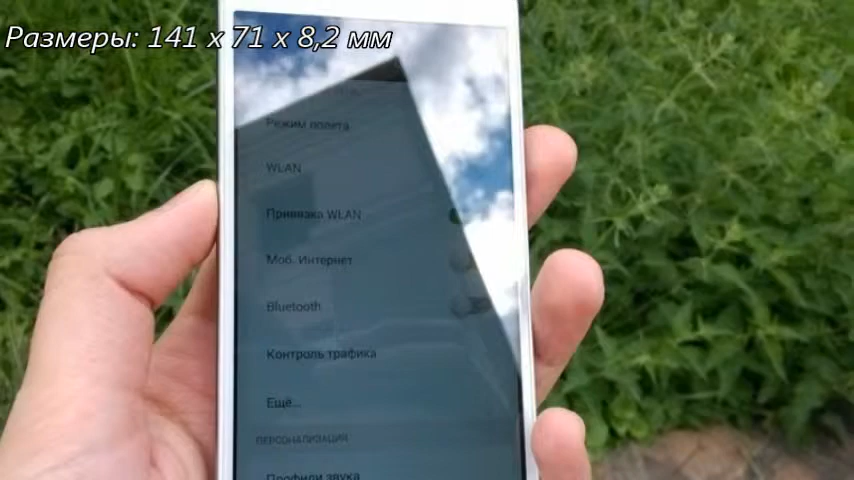 Размеры: 141 x 71 x 8,2 мм
Режим полета
WLAN
Привязка WLAN
Моб. Интернет
Bluetooth
Контроль трафика
Ещё...
ПЕРСОНАЛИЗАЦИЯ
Профили звука